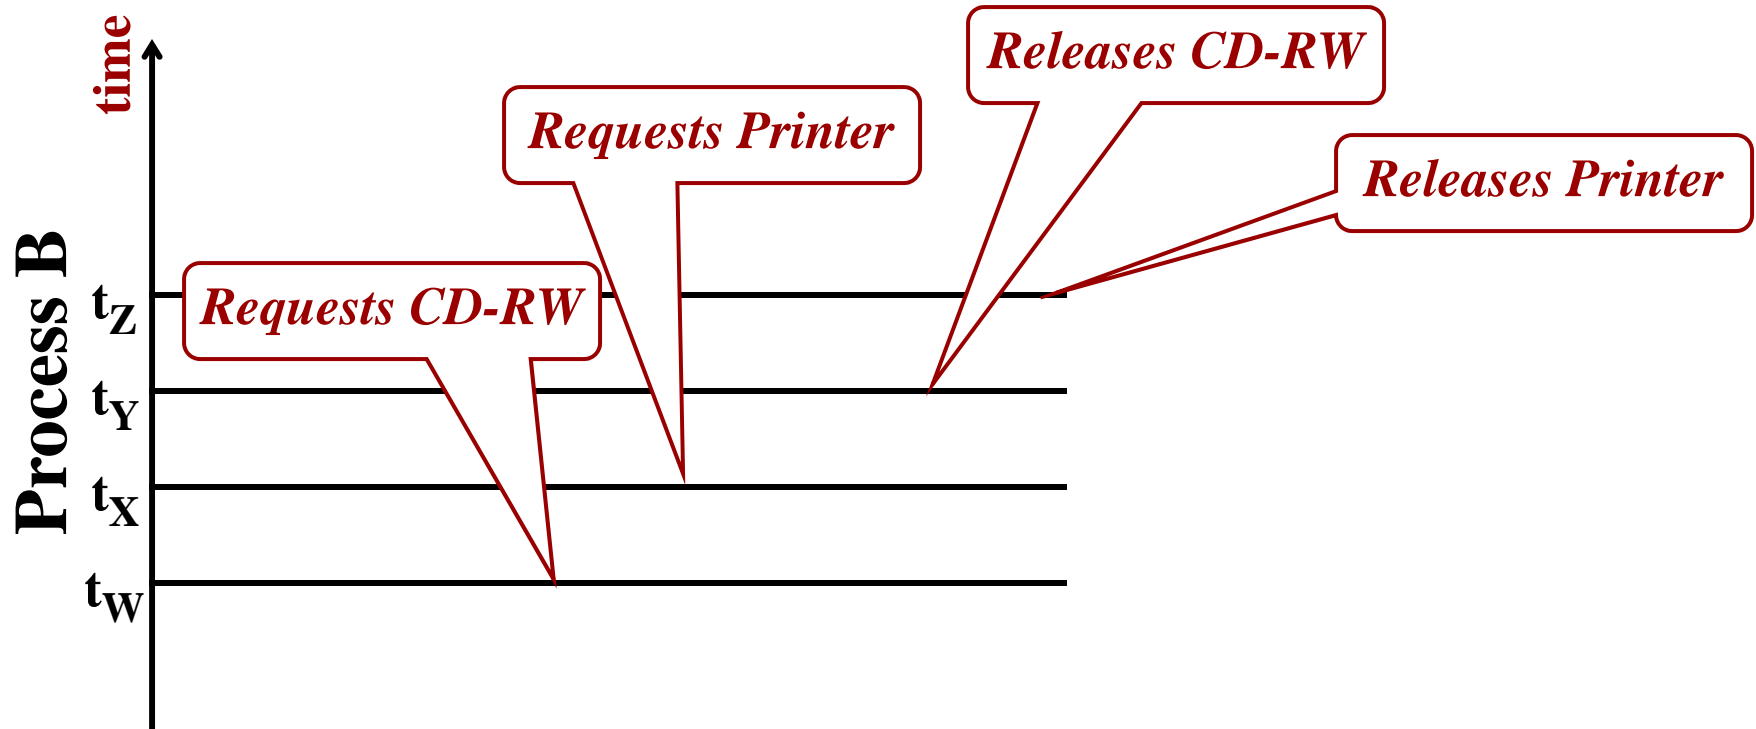 time
Releases CD-RW
Requests Printer
Releases Printer
Process B
Requests CD-RW
tZ
tY
tX
tW